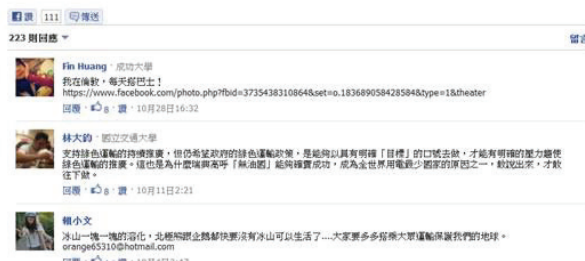 讚 111 傳送
223 則回應
留言
Fin Huang · 成功大學
我在倫敦，每天搭巴士！
https://www.facebook.com/photo.php?fbid=3735438310864&set=o.183689058428584&type=1&theater
回覆 · 8 · 讚 · 10月28日16:32
林大鈞 · 國立交通大學
支持綠色運輸的持續推廣，但仍希望政府的綠色運輸政策，是能夠以具有明確「目標」的口號去做，才能有明確的壓力趨使
綠色運輸的推廣。這也是為什麼瑞典高呼「無油國」能夠確實成功，成為全世界用電最少國家的原因之一，敢說出來，才敢
往下做。
回覆 · 8 · 讚 · 10月11日2:21
賴小文
冰山一塊一塊的溶化，北極熊跟企鵝都快要沒有冰山可以生活了....大家要多多搭乘大眾運輸保護我們的地球。
orange65310@hotmail.com